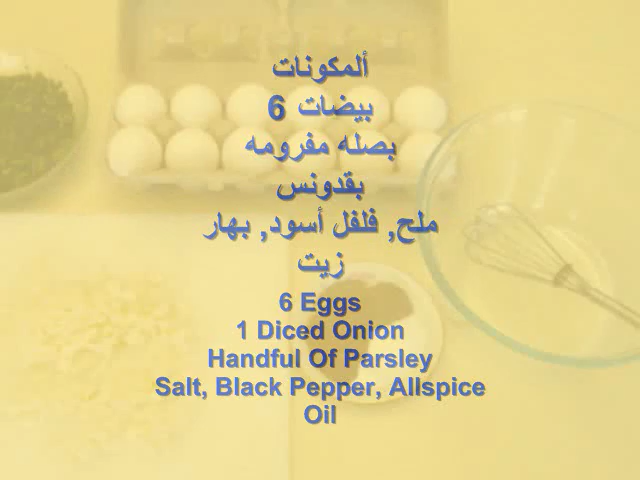 ألمكونات
6 بيضات
بصله مفرومه
بقدونس
ملح, فلفل أسود, بهار
زيت
6 Eggs
1 Diced Onion
Handful Of Parsley
Salt, Black Pepper, Allspice
Oil